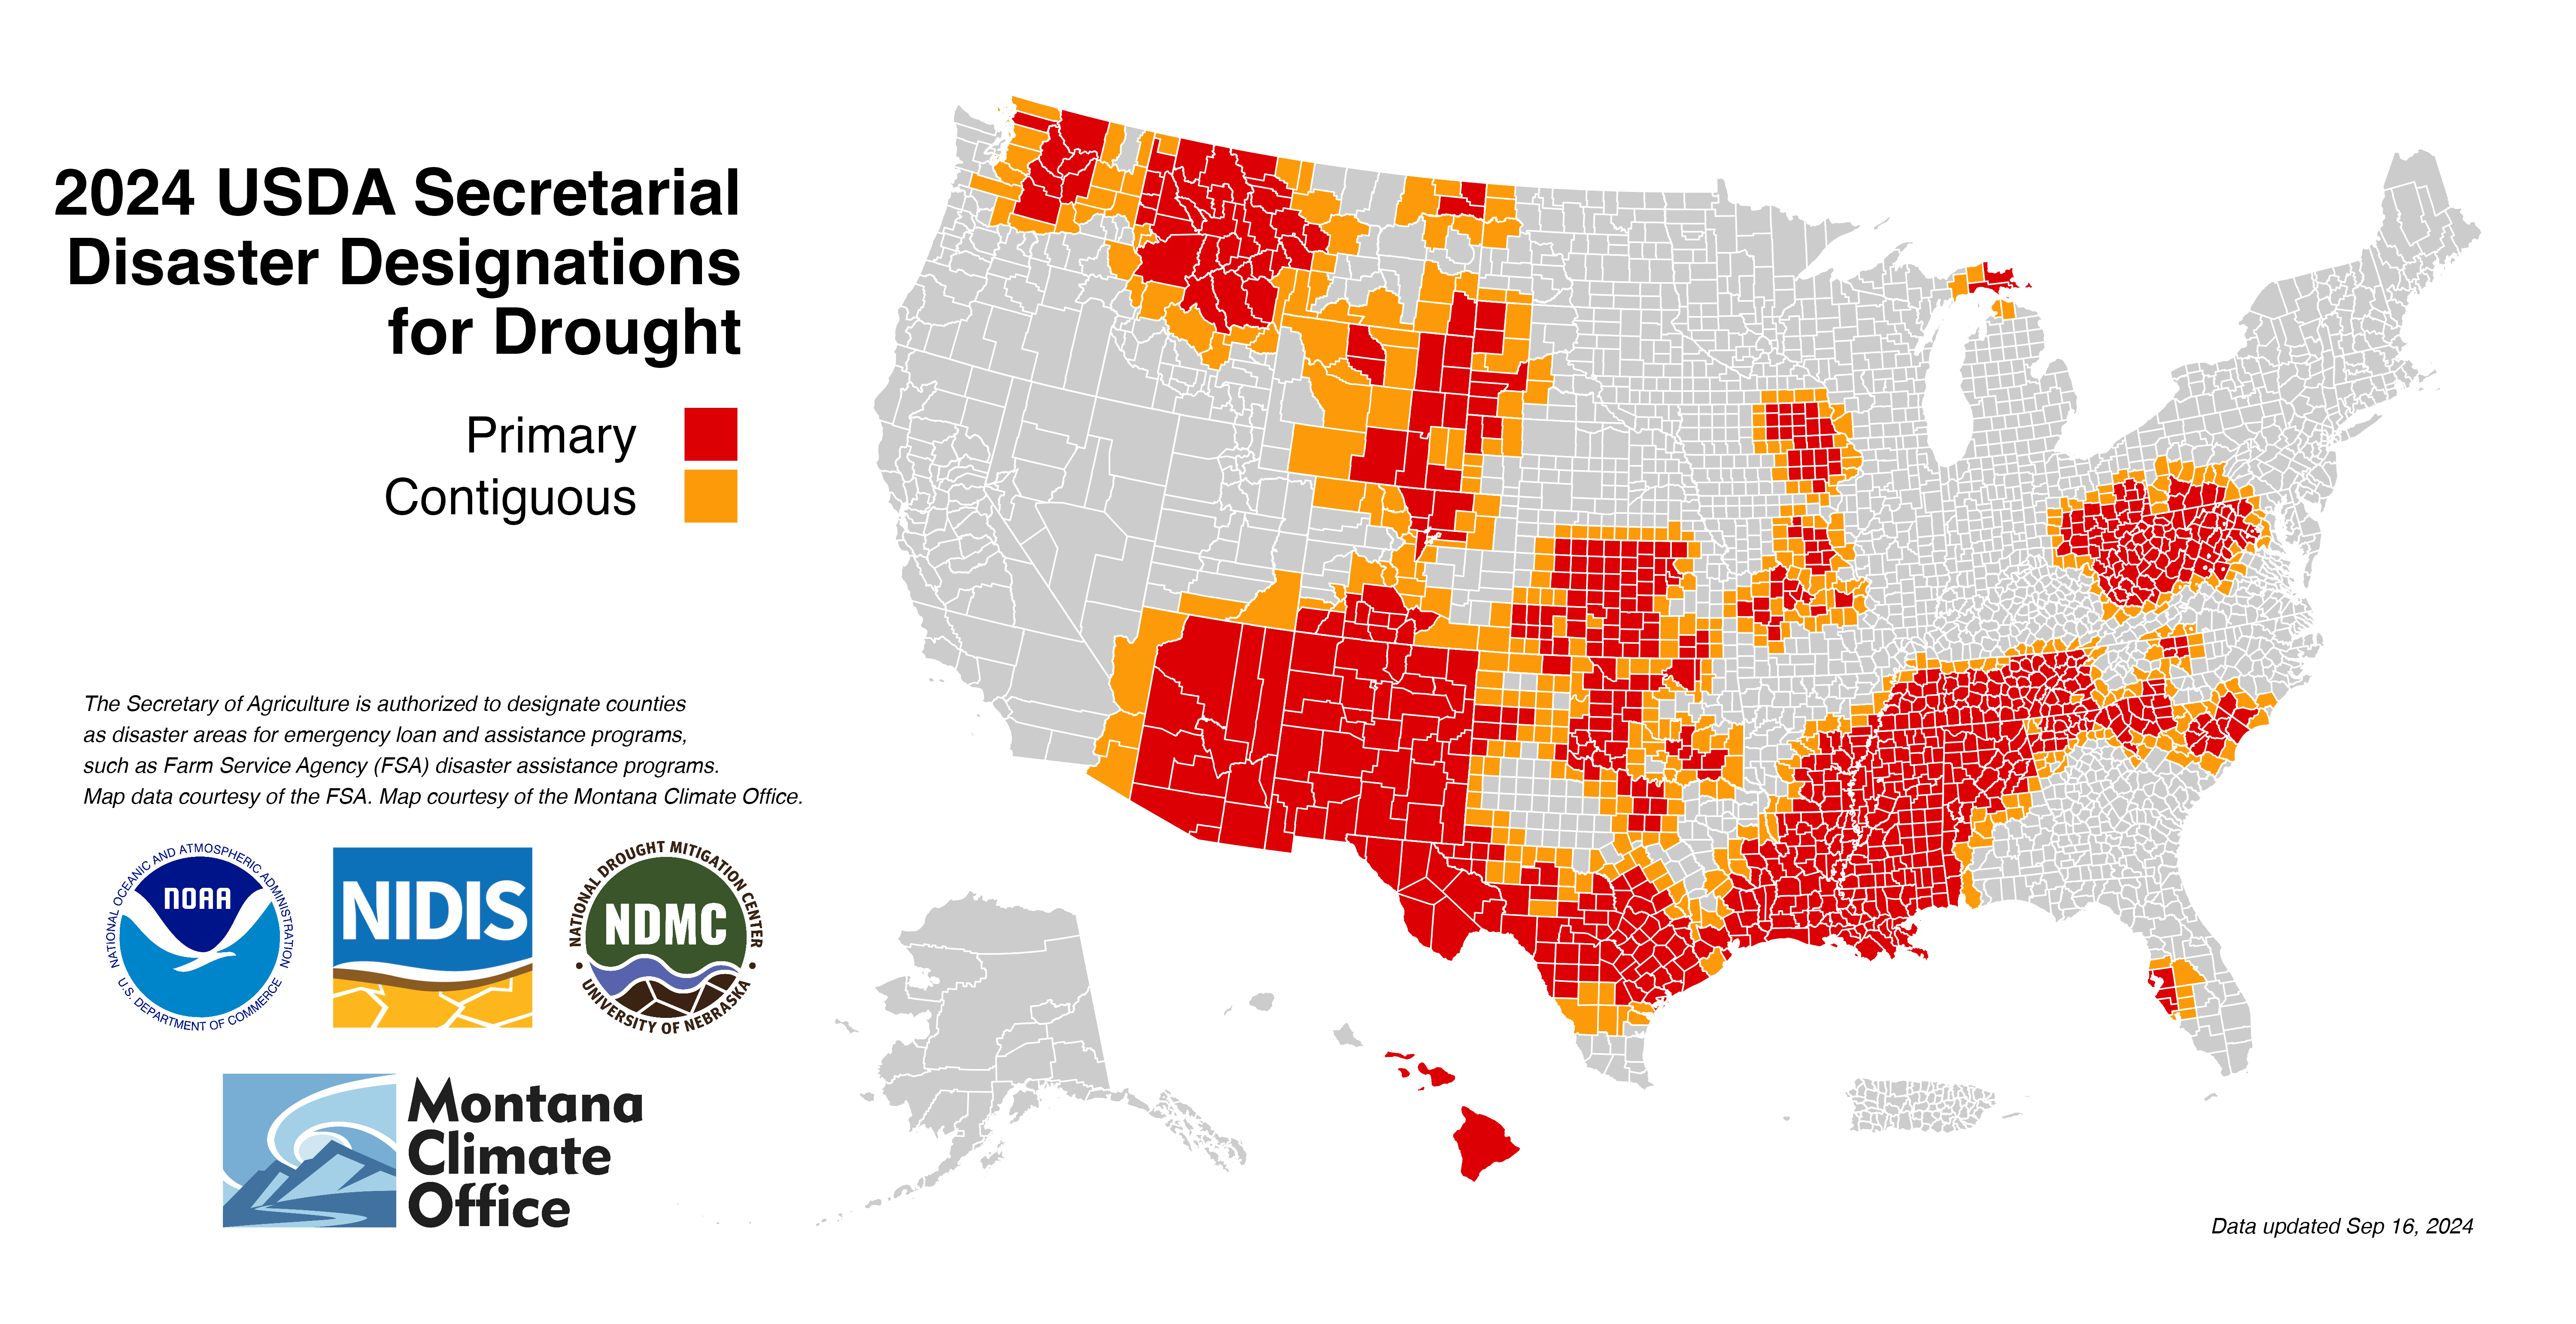 2024 USDA Secretarial
Disaster Designations
for Drought
Primary
Contiguous
The Secretary of Agriculture is authorized to designate counties
as disaster areas for emergency loan and assistance programs,
such as Farm Service Agency (FSA) disaster assistance programs.
Map data courtesy of the FSA. Map courtesy of the Montana Climate Office.
NATIONAL OCEANIC AND ATMOSPHERIC ADMINISTRATION
NOAA
U.S. DEPARTMENT OF COMMERCE
NIDIS
NATIONAL DROUGHT MITIGATION CENTER
NDMC
UNIVERSITY OF NEBRASKA
Montana
Climate
Office
Data updated Sep 16, 2024